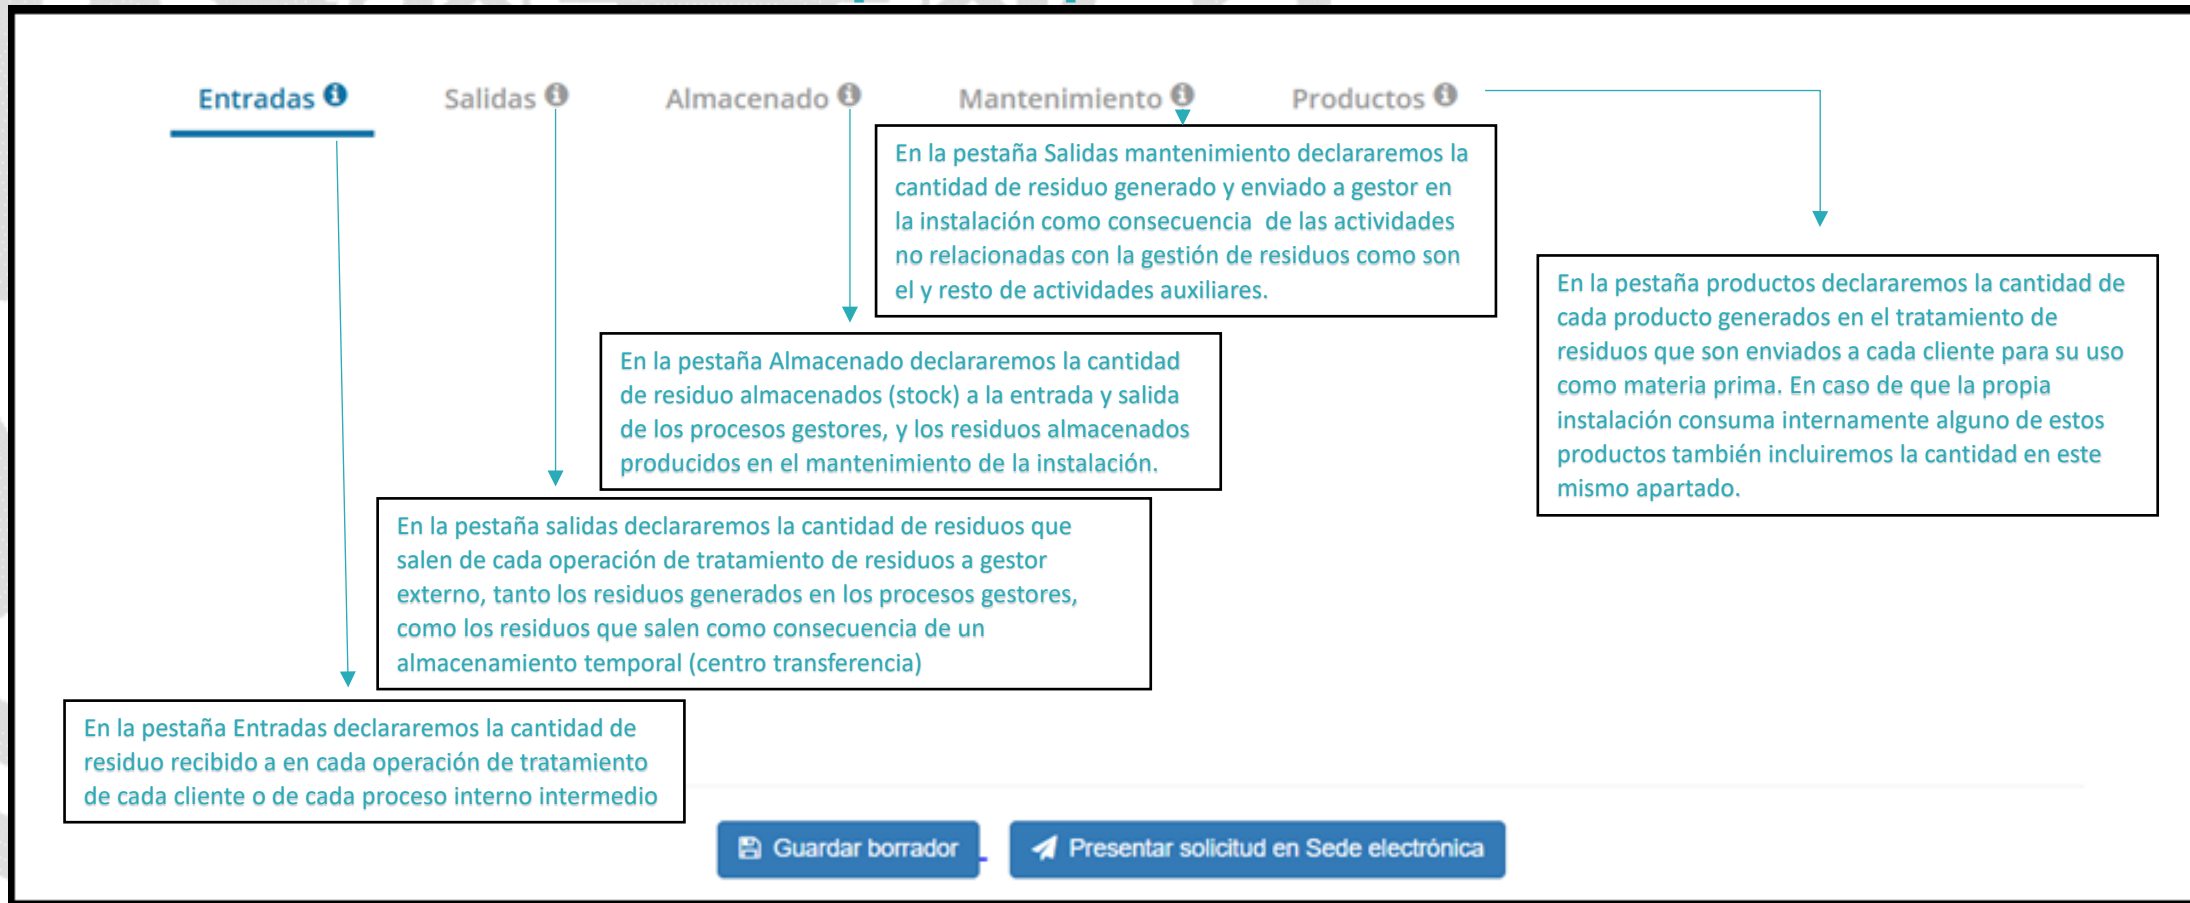 Entradas
Salidas
Almacenado
Mantenimiento
Productos
En la pestaña Salidas mantenimiento declararemos la
cantidad de residuo generado y enviado a gestor en
la instalación como consecuencia de las actividades
no relacionadas con la gestión de residuos como son
el y resto de actividades auxiliares.
En la pestaña productos declararemos la cantidad de
cada producto generados en el tratamiento de
residuos que son enviados a cada cliente para su uso
como materia prima. En caso de que la propia
instalación consuma internamente alguno de estos
productos también incluiremos la cantidad en este
mismo apartado.
En la pestaña Almacenado declararemos la cantidad
de residuo almacenados (stock) a la entrada y salida
de los procesos gestores, y los residuos almacenados
producidos en el mantenimiento de la instalación.
En la pestaña salidas declararemos la cantidad de residuos que
salen de cada operación de tratamiento de residuos a gestor
externo, tanto los residuos generados en los procesos gestores,
como los residuos que salen como consecuencia de un
almacenamiento temporal (centro transferencia)
En la pestaña Entradas declararemos la cantidad de
residuo recibido a en cada operación de tratamiento
de cada cliente o de cada proceso interno intermedio
Guardar borrador
Presentar solicitud en Sede electrónica